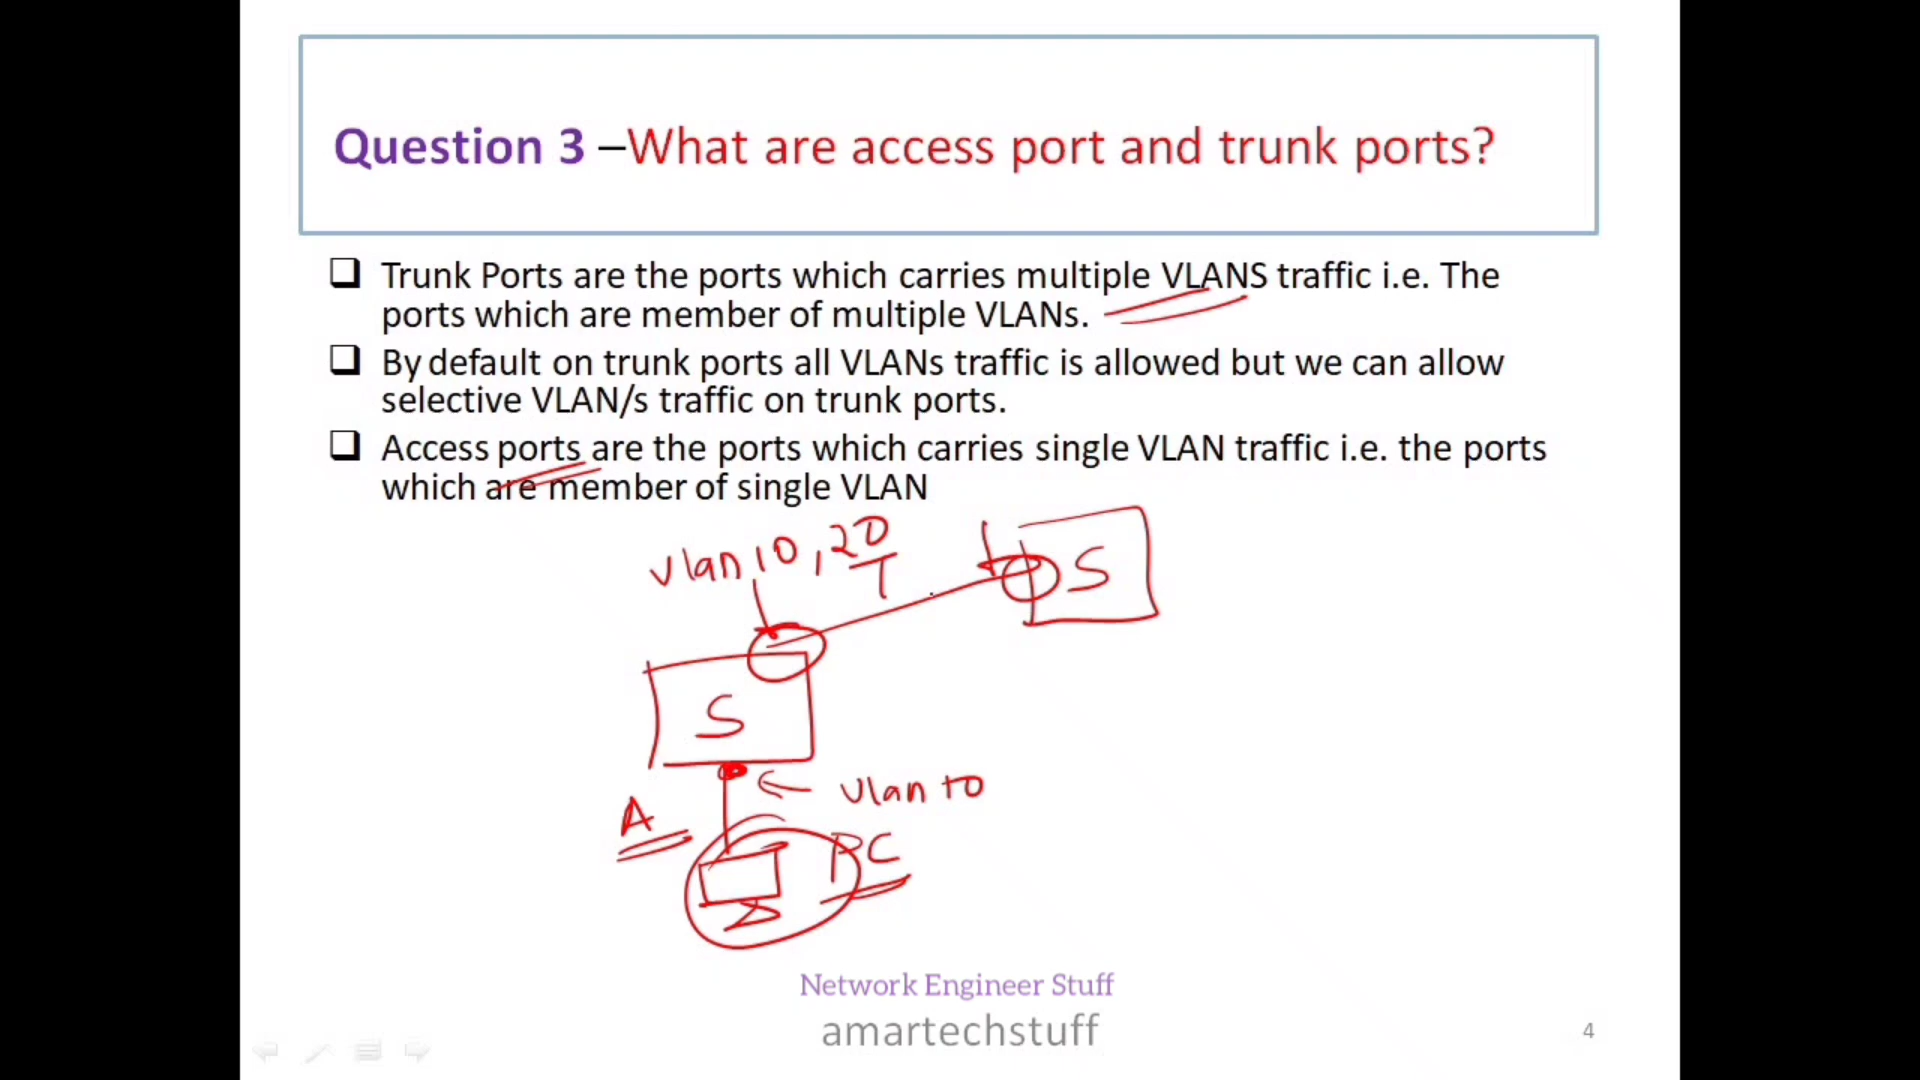 Question 3 –What are access port and trunk ports?
Trunk Ports are the ports which carries multiple VLANS traffic i.e. The
ports which are member of multiple VLANs.
By default on trunk ports all VLANs traffic is allowed but we can allow
selective VLAN/s traffic on trunk ports.
Access ports are the ports which carries single VLAN traffic i.e. the ports
which are member of single VLAN
vlan 10, 20
T
S
S
vlan 10
A
PC
Network Engineer Stuff
amartechstuff
4